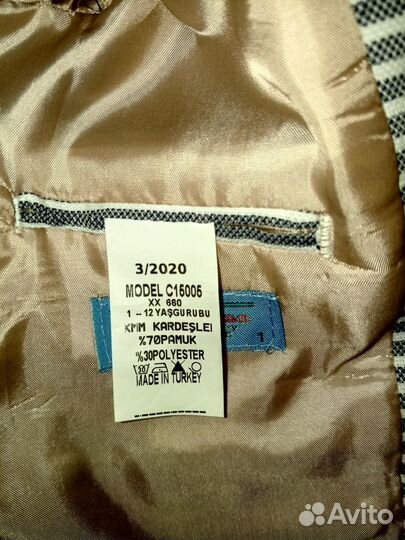 3/2020
MODEL C15005
XX 660
1 -- 12 YAŞGURUBU
KMM KARDEŞLEI
%70PAMUK
%30POLYESTER
MADE IN TURKEY
1
Avito